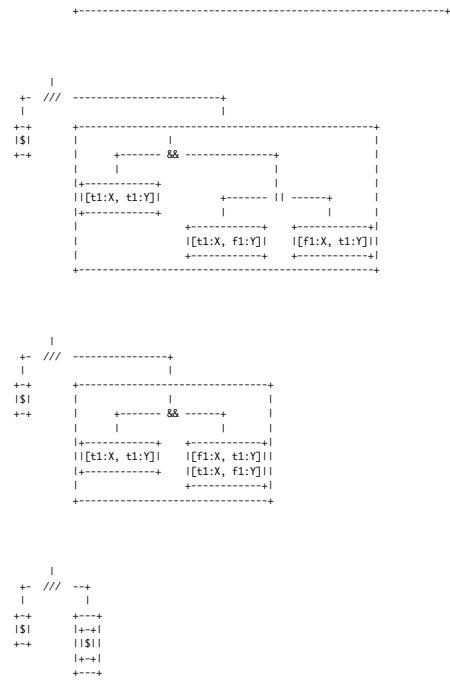 +-----------------------------------------------------------+
|
+- /// ------------------------+
| |
+-+ +-----------------------------------------------+
|$| | | |
+-+ | +------- && --------------+ |
| | | |
|+------------+ | |
||[t1:X, t1:Y]| +------- || ------+ |
|+------------+ | | |
| +------------+ +------------+|
| |[t1:X, f1:Y]| |[f1:X, t1:Y]||
| +------------+ +------------+|
+-----------------------------------------------+
|
+- /// ---------------+
| |
+-+ +------------------------------+
|$| | | |
+-+ | +------- && ------+ |
| | | |
|+------------+ +------------+|
||[t1:X, t1:Y]| |[f1:X, t1:Y]||
|+------------+ |[t1:X, f1:Y]||
| +------------+|
+------------------------------+
|
+- /// --+
| |
+-+ +---+
|$| |+-+|
+-+ ||$||
|+-+|
+---+